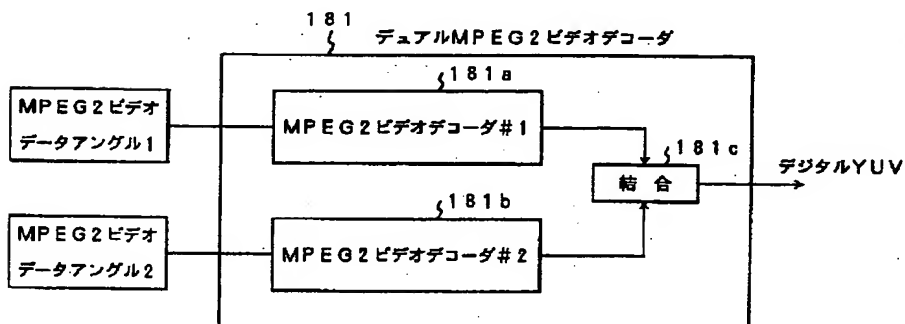 181
デュアルMPEG2ビデオデコーダ
181a
MPEG2ビデオ
データアングル1
MPEG2ビデオデコーダ#1
181c
結合
デジタルYUV
181b
MPEG2ビデオ
データアングル2
MPEG2ビデオデコーダ#2